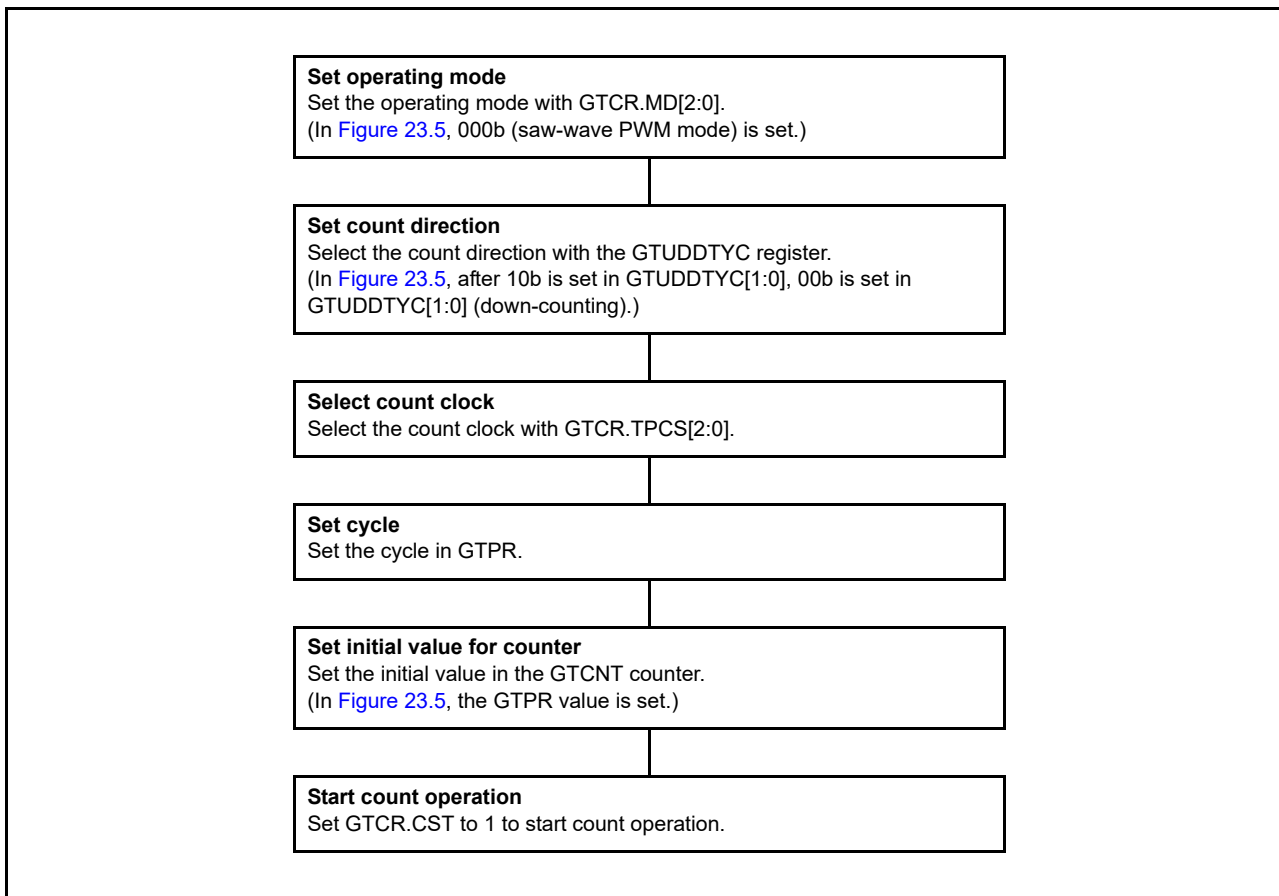 Set operating mode
Set the operating mode with GTCR.MD[2:0].
(In Figure 23.5, 000b (saw-wave PWM mode) is set.)
Set count direction
Select the count direction with the GTUDDTYC register.
(In Figure 23.5, after 10b is set in GTUDDTYC[1:0], 00b is set in
GTUDDTYC[1:0] (down-counting).)
Select count clock
Select the count clock with GTCR.TPCS[2:0].
Set cycle
Set the cycle in GTPR.
Set initial value for counter
Set the initial value in the GTCNT counter.
(In Figure 23.5, the GTPR value is set.)
Start count operation
Set GTCR.CST to 1 to start count operation.